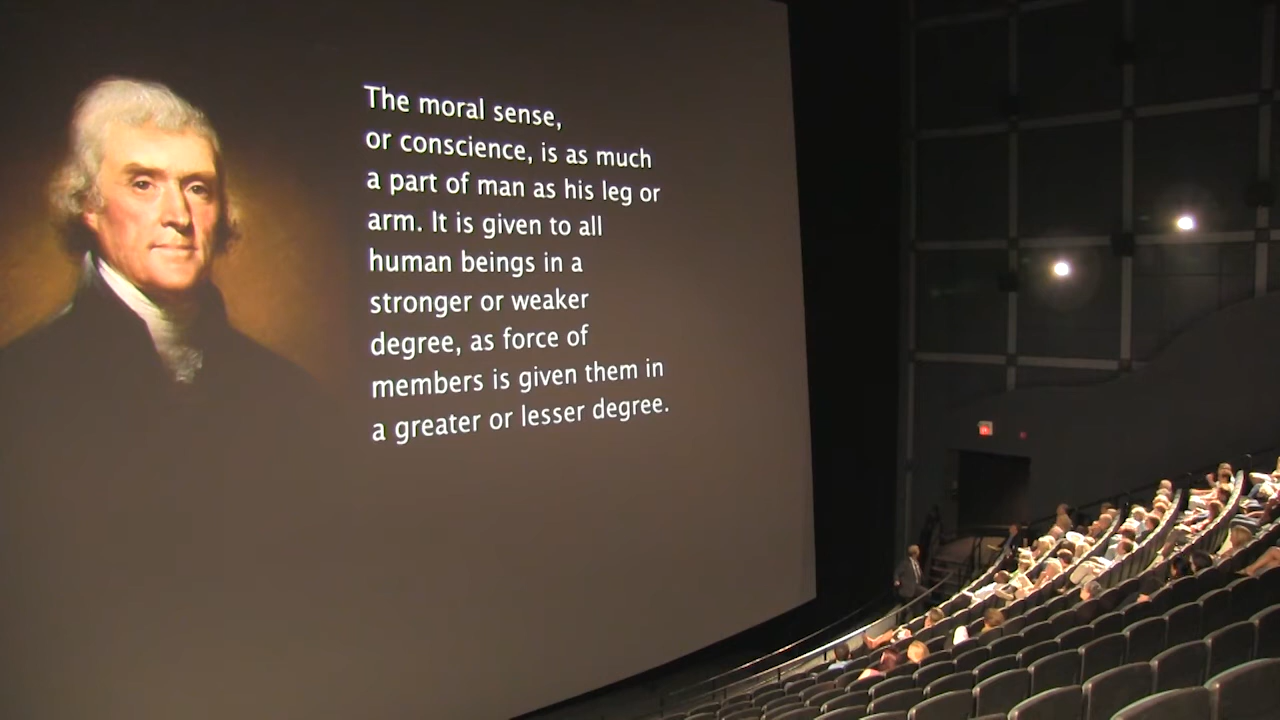 The moral sense,
or conscience, is as much
a part of man as his leg or
arm. It is given to all
human beings in a
stronger or weaker
degree, as force of
members is given them in
a greater or lesser degree.